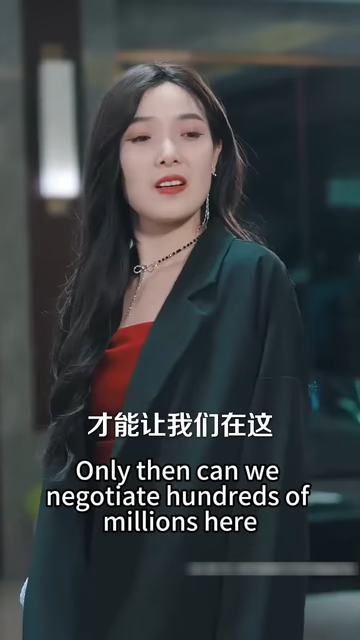 才能让我们在这
Only then can we
negotiate hundreds of
millions here